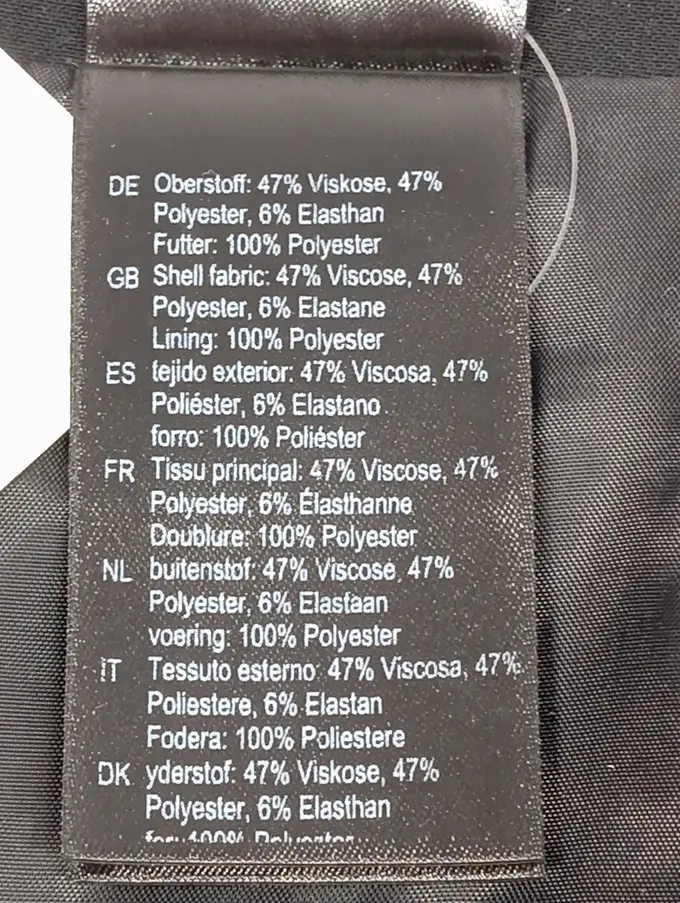 DE Oberstoff: 47% Viskose, 47%
Polyester, 6% Elasthan
Futter: 100% Polyester
GB Shell fabric: 47% Viscose, 47%
Polyester, 6% Elastane
Lining: 100% Polyester
ES tejido exterior: 47% Viscosa, 47%
Poliéster, 6% Elastano
forro: 100% Poliéster
FR Tissu principal: 47% Viscose, 47%
Polyester, 6% Élasthanne
Doublure: 100% Polyester
NL buitenstof: 47% Viscose, 47%
Polyester, 6% Elastaan
voering: 100% Polyester
IT Tessuto esterno: 47% Viscosa, 47%
Poliestere, 6% Elastan
Fodera: 100% Poliestere
DK yderstof: 47% Viskose, 47%
Polyester, 6% Elasthan
100% Polyester